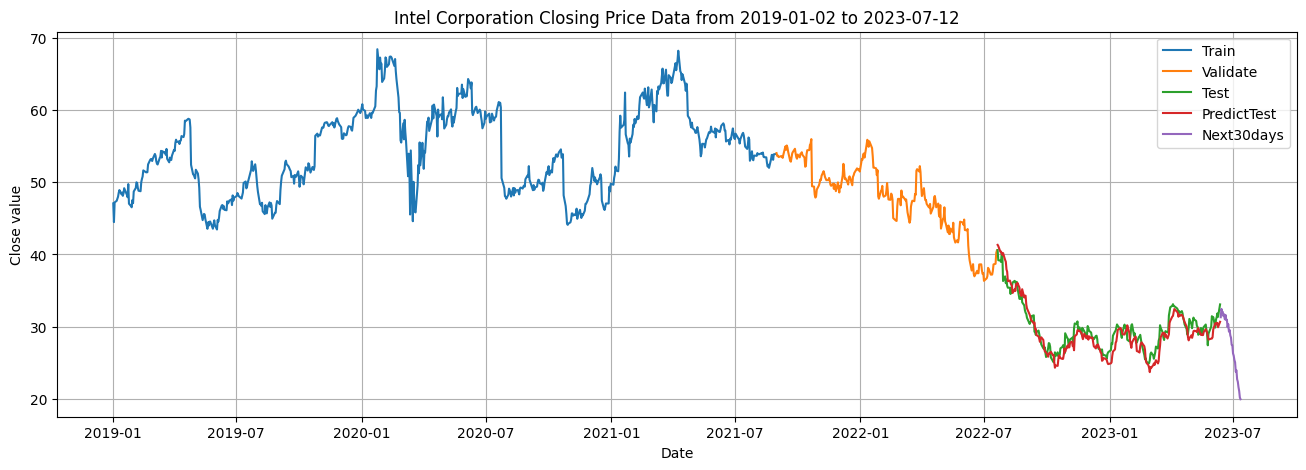 Intel Corporation Closing Price Data from 2019-01-02 to 2023-07-12
Close value
70
60
50
40
30
20
Train
Validate
Test
PredictTest
Next30days
2019-01
2019-07
2020-01
2020-07
2021-01
2021-07
2022-01
2022-07
2023-01
2023-07
Date